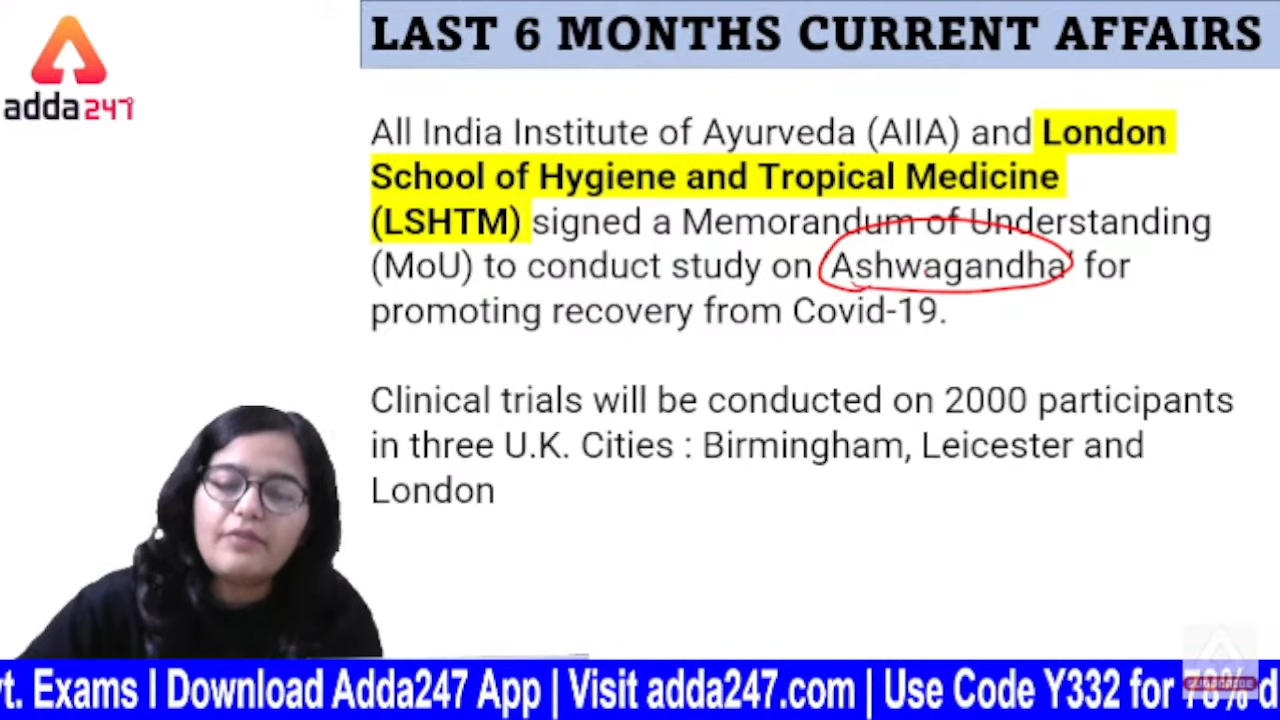 LAST 6 MONTHS CURRENT AFFAIRS
adda247
All India Institute of Ayurveda (AIIA) and London
School of Hygiene and Tropical Medicine
(LSHTM) signed a Memorandum of Understanding
(MoU) to conduct study on Ashwagandha' for
promoting recovery from Covid-19.
Clinical trials will be conducted on 2000 participants
in three U.K. Cities : Birmingham, Leicester and
London
SUBSCRIBE
vt. Exams I Download Adda247 App | Visit adda247.com | Use Code Y332 for 78% d